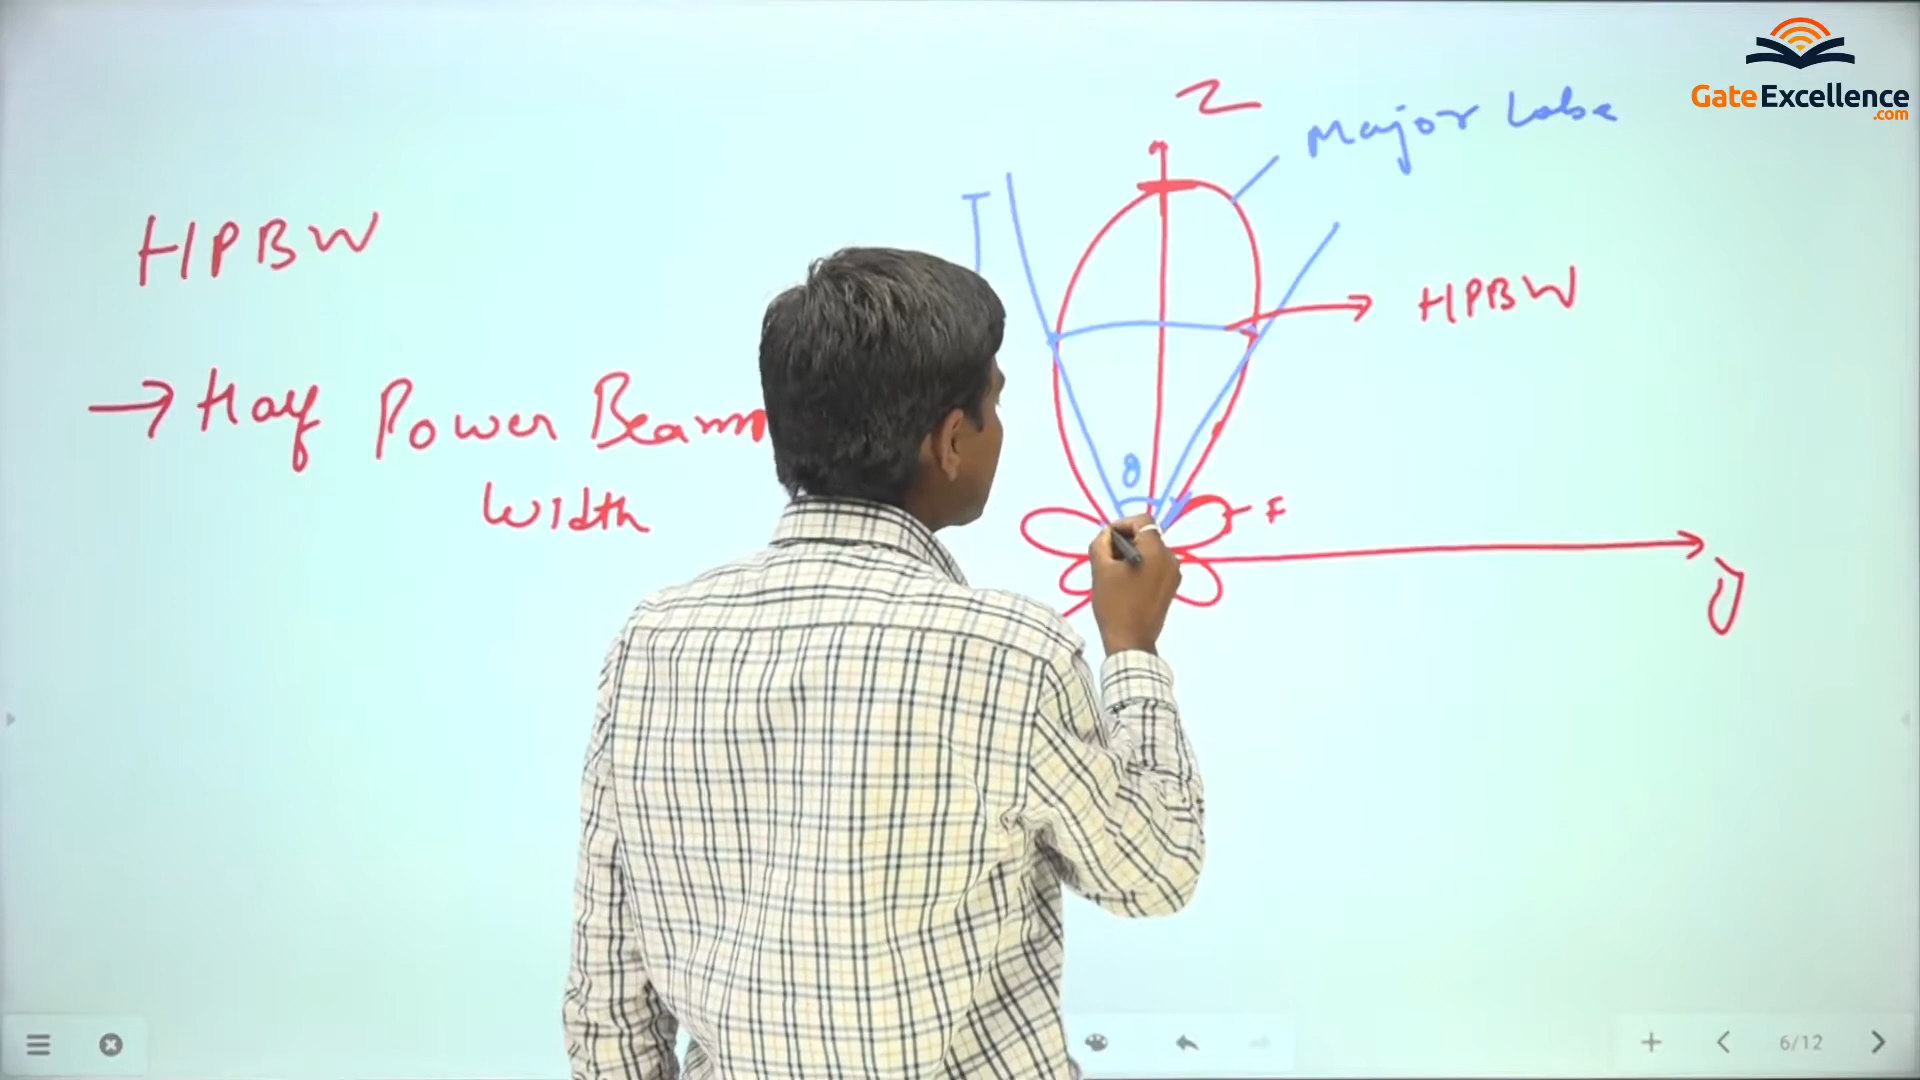 GateExcellence
.com
Z
Major Lobe
HPBW
HPBW
→ Half Power Beam
Width
θ
y
6/12